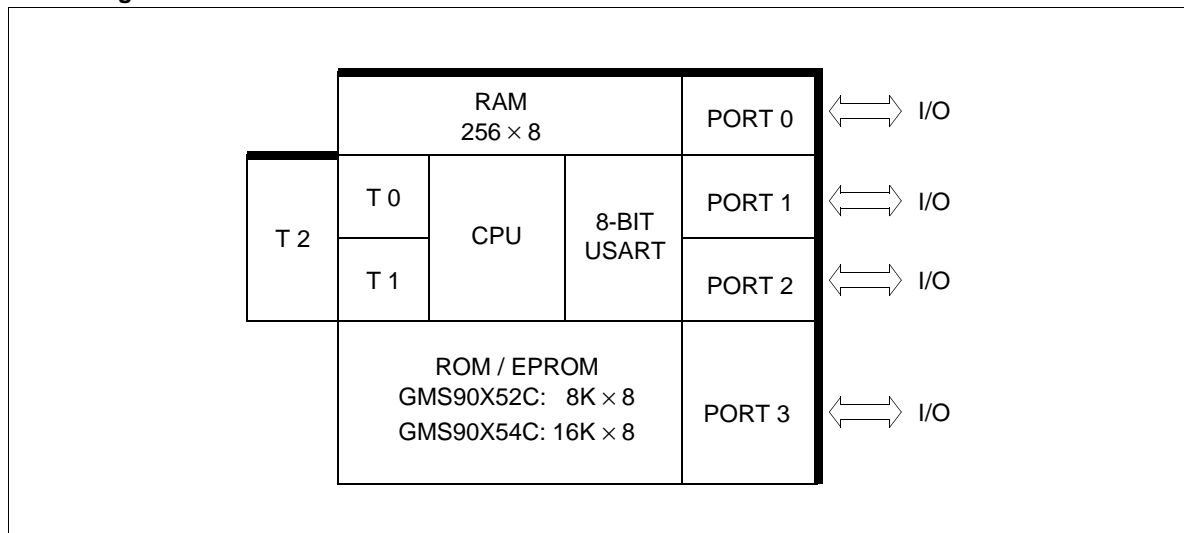 RAM
256 × 8
PORT 0
I/O
T 2
T 0
T 1
CPU
8-BIT
USART
PORT 1
I/O
PORT 2
I/O
ROM / EPROM
GMS90X52C: 8K × 8
GMS90X54C: 16K × 8
PORT 3
I/O